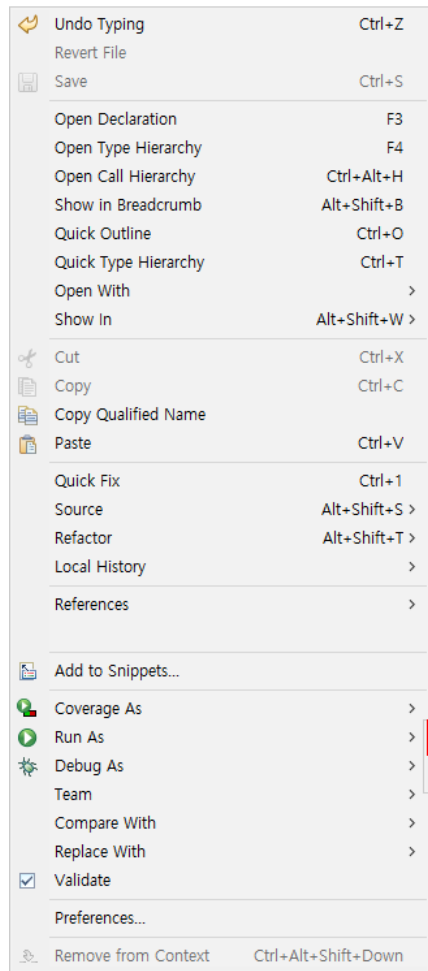 Undo Typing Ctrl+Z
Revert File
Save Ctrl+S
Open Declaration F3
Open Type Hierarchy F4
Open Call Hierarchy Ctrl+Alt+H
Show in Breadcrumb Alt+Shift+B
Quick Outline Ctrl+O
Quick Type Hierarchy Ctrl+T
Open With >
Show In Alt+Shift+W >
Cut Ctrl+X
Copy Ctrl+C
Copy Qualified Name
Paste Ctrl+V
Quick Fix Ctrl+1
Source Alt+Shift+S >
Refactor Alt+Shift+T >
Local History >
References >
Add to Snippets...
Coverage As >
Run As >
Debug As >
Team >
Compare With >
Replace With >
Validate
Preferences...
Remove from Context Ctrl+Alt+Shift+Down